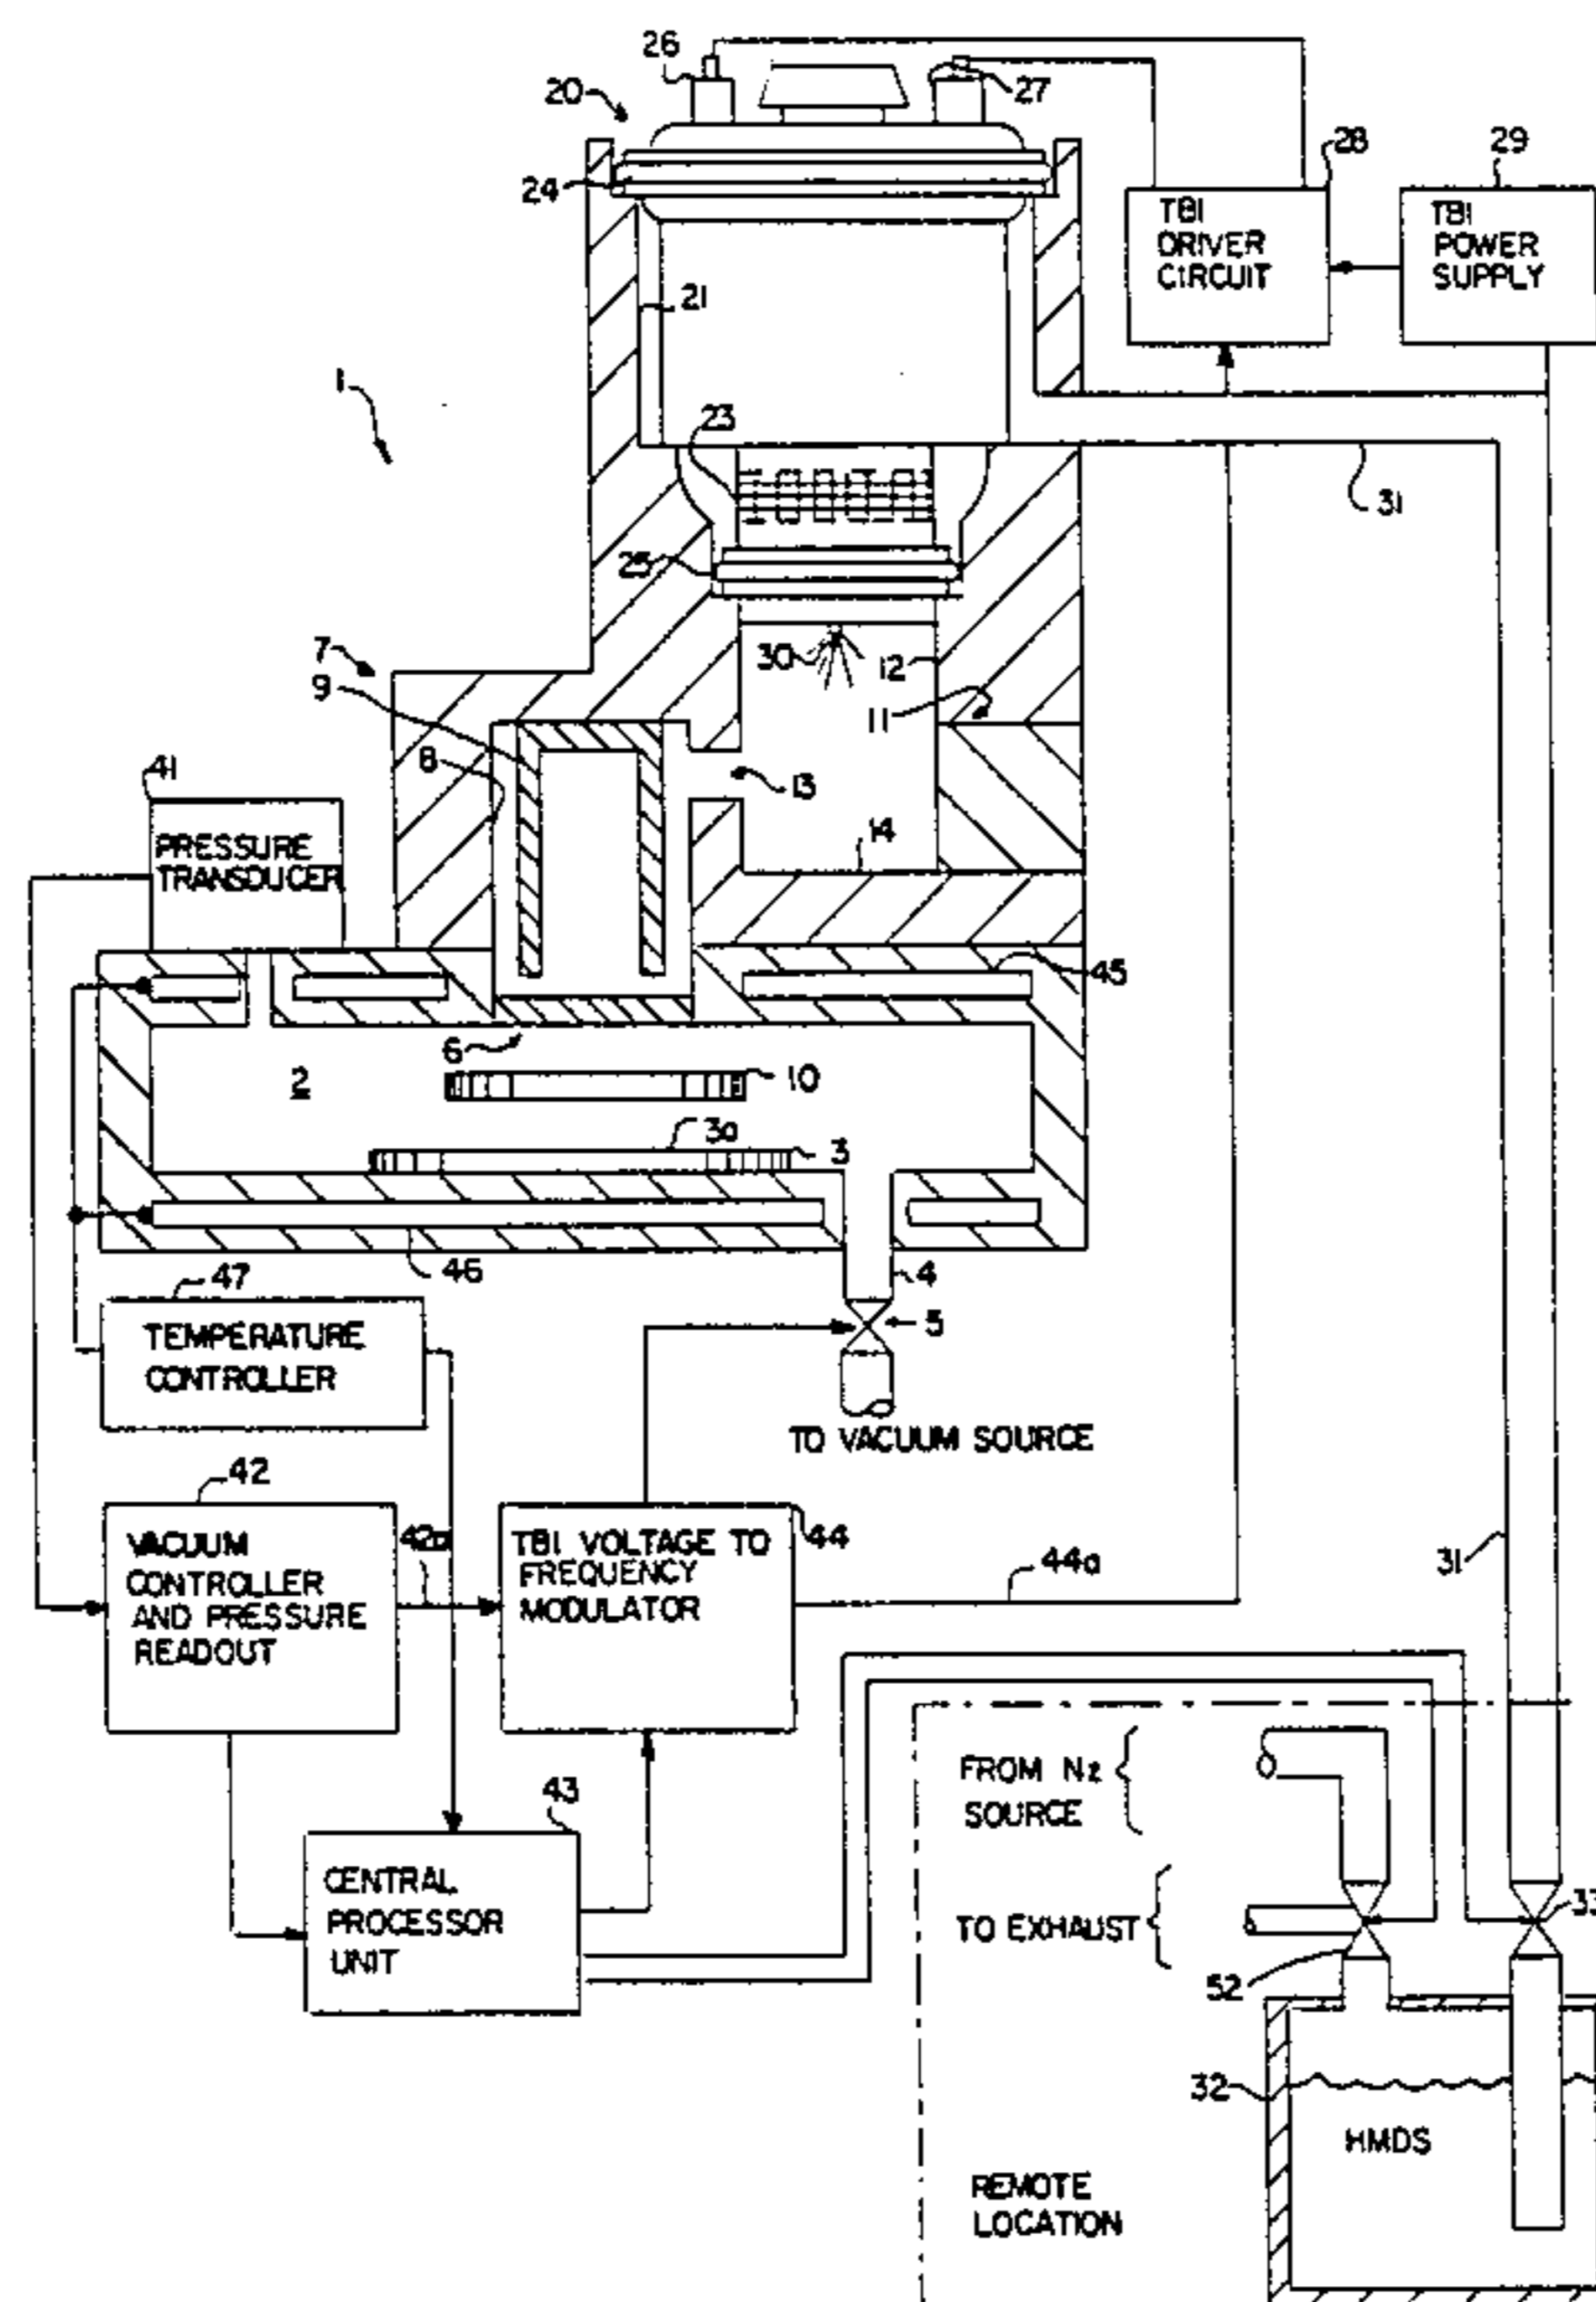 26
20
27
24
28
29
TBI
DRIVER
CIRCUIT
TBI
POWER
SUPPLY
21
1
23
31
25
7
30
12
9
11
8
13
41
PRESSURE
TRANSDUCER
14
45
6
2
10
3a
3
46
4
47
5
TEMPERATURE
CONTROLLER
TO VACUUM SOURCE
42
VACUUM
CONTROLLER
AND PRESSURE
READOUT
42a
TBI VOLTAGE TO
FREQUENCY
MODULATOR
44
44a
31
43
CENTRAL
PROCESSOR
UNIT
FROM N2
SOURCE
TO EXHAUST
33
52
32
HMDS
REMOTE
LOCATION